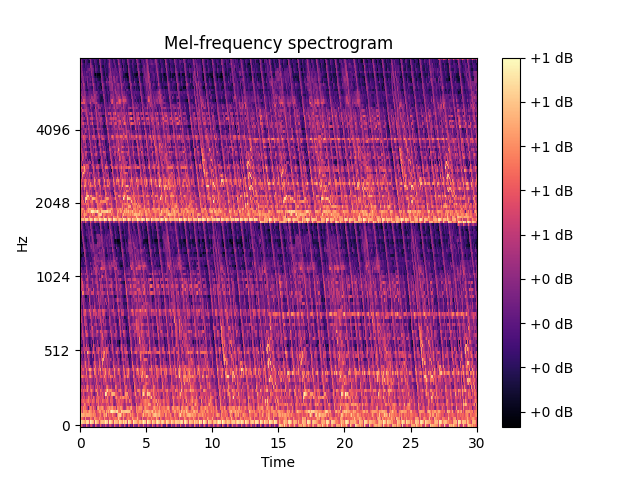 Mel-frequency spectrogram
Hz
4096
2048
1024
512
0
0 5 10 15 20 25 30
Time
+1 dB
+1 dB
+1 dB
+1 dB
+1 dB
+0 dB
+0 dB
+0 dB
+0 dB